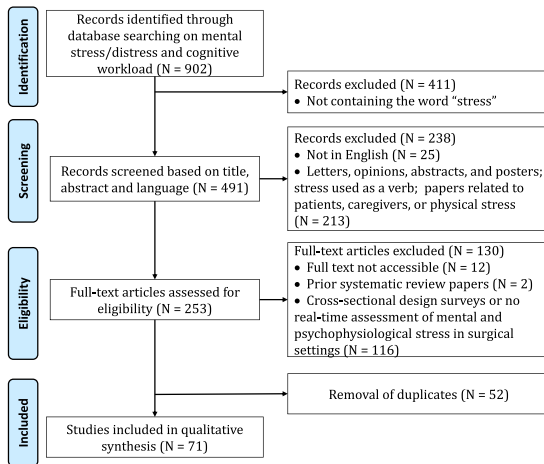 Identification
Records identified through
database searching on mental
stress/distress and cognitive
workload (N = 902)
Records excluded (N = 411)
• Not containing the word “stress”
Screening
Records screened based on title,
abstract and language (N = 491)
Records excluded (N = 238)
• Not in English (N = 25)
• Letters, opinions, abstracts, and posters;
stress used as a verb; papers related to
patients, caregivers, or physical stress
(N = 213)
Eligibility
Full-text articles assessed for
eligibility (N = 253)
Full-text articles excluded (N = 130)
• Full text not accessible (N = 12)
• Prior systematic review papers (N = 2)
• Cross-sectional design surveys or no
real-time assessment of mental and
psychophysiological stress in surgical
settings (N = 116)
Removal of duplicates (N = 52)
Included
Studies included in qualitative
synthesis (N = 71)